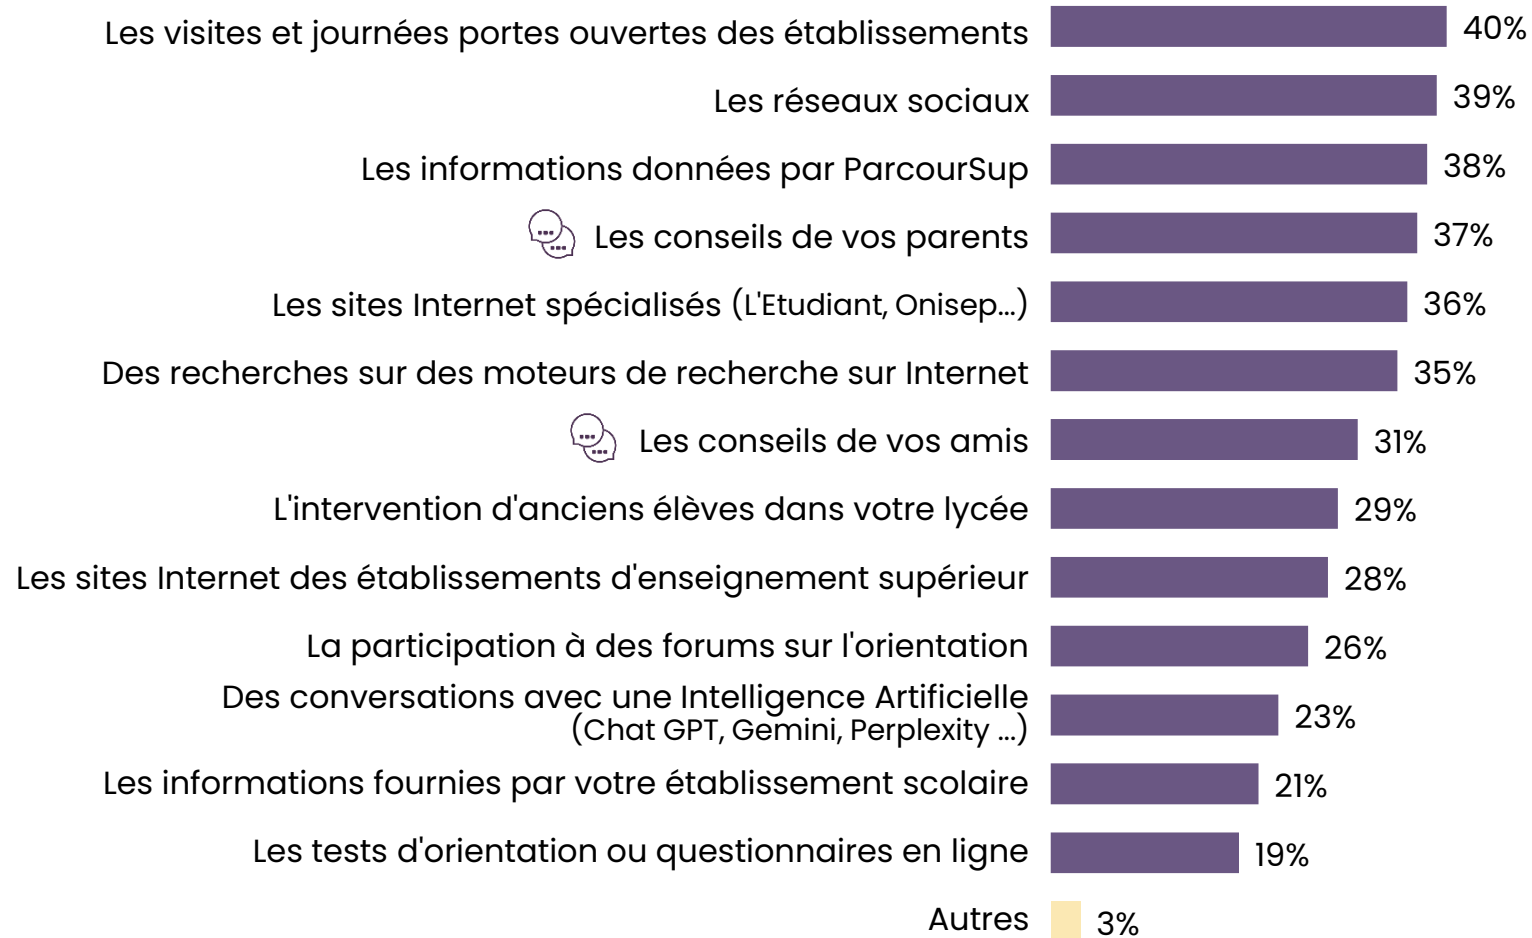 Les visites et journées portes ouvertes des établissements 40%
Les réseaux sociaux 39%
Les informations données par ParcourSup 38%
Les conseils de vos parents 37%
Les sites Internet spécialisés (L'Etudiant, Onisep...) 36%
Des recherches sur des moteurs de recherche sur Internet 35%
Les conseils de vos amis 31%
L'intervention d'anciens élèves dans votre lycée 29%
Les sites Internet des établissements d'enseignement supérieur 28%
La participation à des forums sur l'orientation 26%
Des conversations avec une Intelligence Artificielle
(Chat GPT, Gemini, Perplexity ...) 23%
Les informations fournies par votre établissement scolaire 21%
Les tests d'orientation ou questionnaires en ligne 19%
Autres 3%